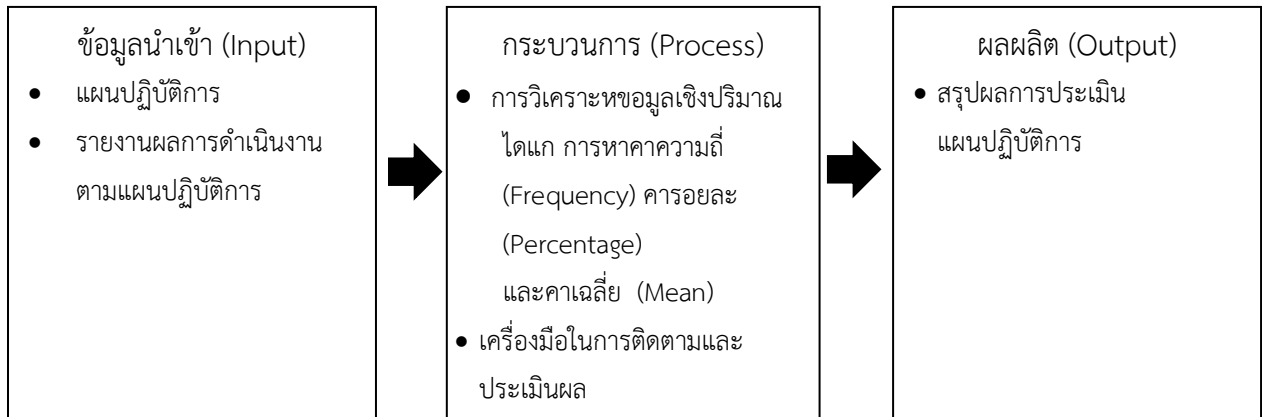 ข้อมูลนำเข้า (Input)
• แผนปฏิบัติการ
• รายงานผลการดำเนินงาน
ตามแผนปฏิบัติการ
กระบวนการ (Process)
• การวิเคราะหขอมูลเชิงปริมาณ
ไดแก การหาคาความถี่
(Frequency) คารอยละ
(Percentage)
และคาเฉลี่ย (Mean)
• เครื่องมือในการติดตามและ
ประเมินผล
ผลผลิต (Output)
• สรุปผลการประเมิน
แผนปฏิบัติการ